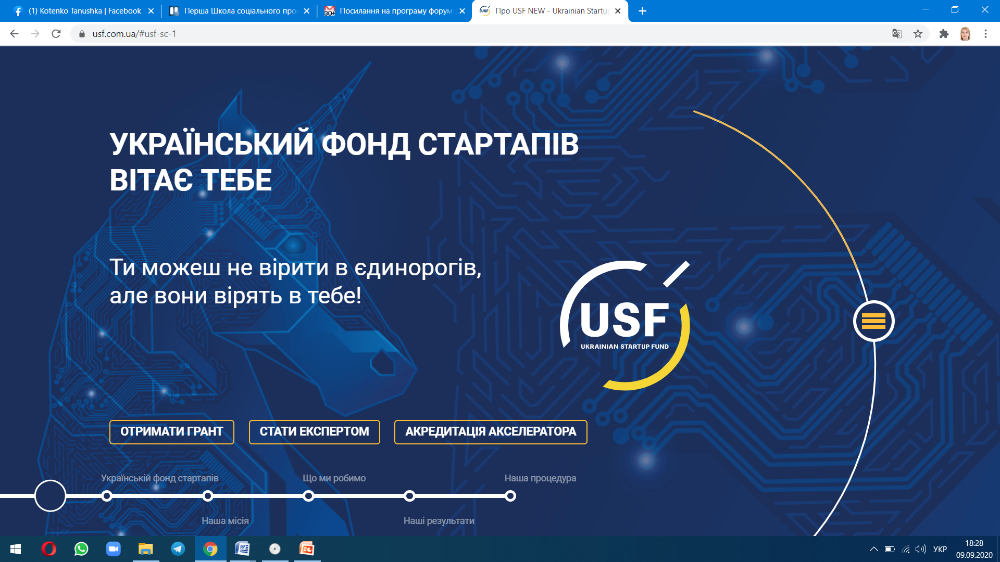 (1) Kotenko Tanushka | Facebook
Перша Школа соціального про
Посилання на програму форум
Про USF NEW - Ukrainian Startu
usf.com.ua/#usf-sc-1
УКРАЇНСЬКИЙ ФОНД СТАРТАПІВ
ВІТАЄ ТЕБЕ
Ти можеш не вірити в єдинорогів,
але вони вірять в тебе!
USF
UKRAINIAN STARTUP FUND
ОТРИМАТИ ГРАНТ
СТАТИ ЕКСПЕРТОМ
АКРЕДИТАЦІЯ АКСЕЛЕРАТОРА
Українській фонд стартапів
Що ми робимо
Наша процедура
Наша місія
Наші результати
УКР
18:28
09.09.2020